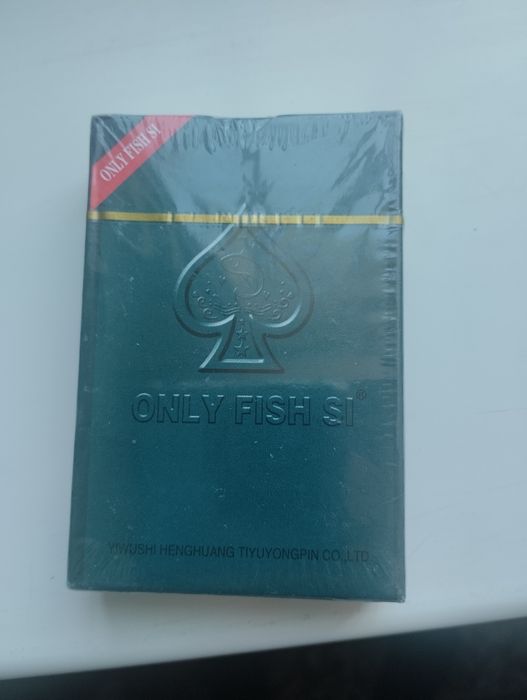 ONLY FISH SI
ONLY FISH SI®
YIWUSHI HENGHUANG TIYUYONGPIN CO.,LTD